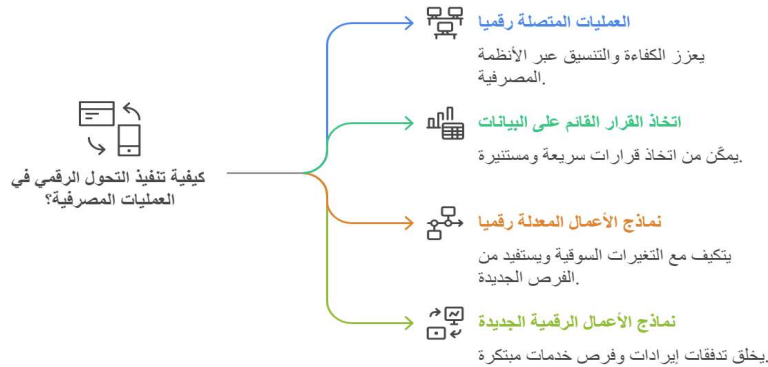 كيفية تنفيذ التحول الرقمي في
العمليات المصرفية؟
العمليات المتصلة رقميا
يعزز الكفاءة والتنسيق عبر الأنظمة
المصرفية.
اتخاذ القرار القائم على البيانات
يمكّن من اتخاذ قرارات سريعة ومستنيرة.
نماذج الأعمال المعدلة رقميا
يتكيف مع التغيرات السوقية ويستفيد من
الفرص الجديدة.
نماذج الأعمال الرقمية الجديدة
يخلق تدفقات إيرادات وفرص خدمات مبتكرة.